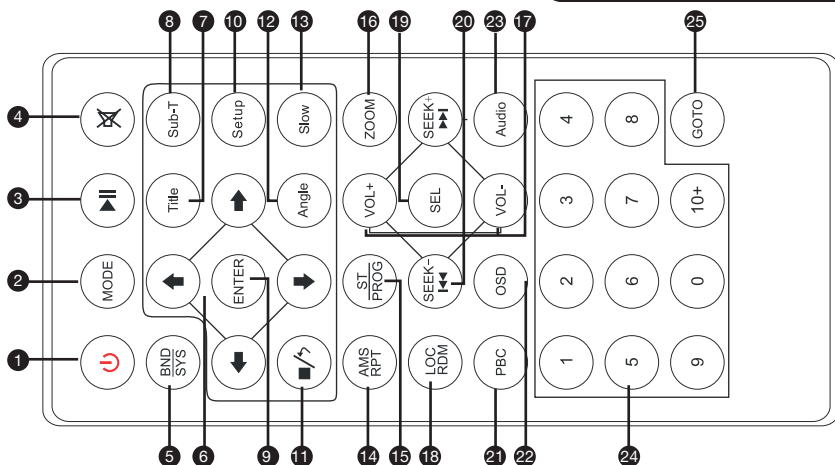 8 7 10 12 13 16 19 20 23 17 25
4
Sub-T
Setup
Slow
ZOOM
SEEK+
Audio
4
8
GOTO
3
Title
Angle
VOL+
SEL
VOL-
3
7
10+
2
MODE
ENTER
ST
PROG
SEEK-
OSD
2
6
0
1
BND
SYS
AMS
RPT
LOC
RDM
PBC
1
5
9
5 6 9 11 14 15 18 21 22 24